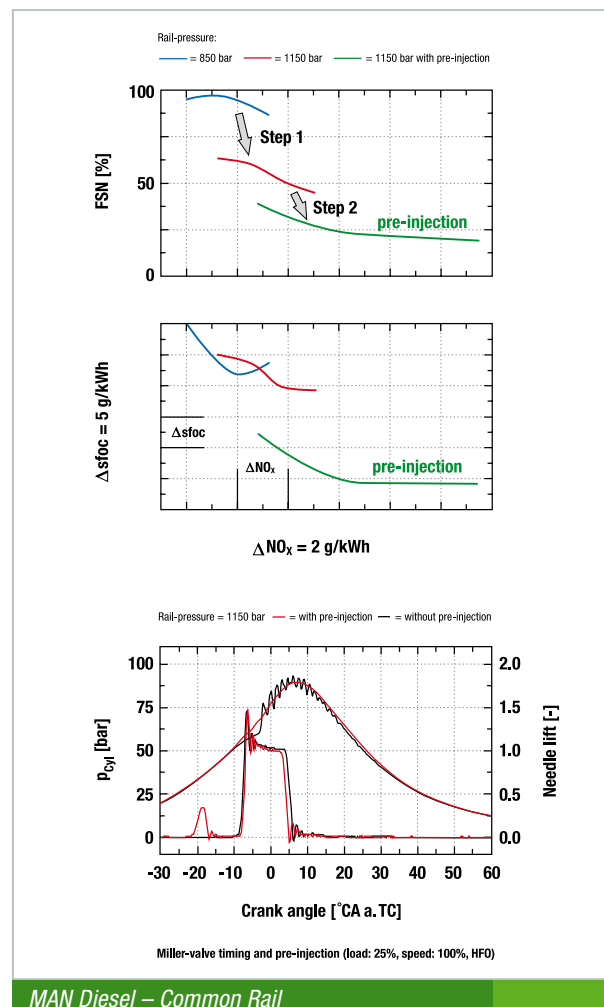 Rail-pressure:
= 850 bar = 1150 bar = 1150 bar with pre-injection
100
50
0
FSN [%]
Step 1
Step 2
pre-injection
Δsfoc = 5 g/kWh
Δsfoc
ΔNOx
pre-injection
ΔNOx = 2 g/kWh
Rail-pressure = 1150 bar = with pre-injection = without pre-injection
100
75
50
25
0
pCyl [bar]
2.0
1.5
1.0
0.5
0.0
Needle lift [-]
-30 -20 -10 0 10 20 30 40 50 60
Crank angle [°CA a. TC]
Miller-valve timing and pre-injection (load: 25%, speed: 100%, HFO)
MAN Diesel – Common Rail